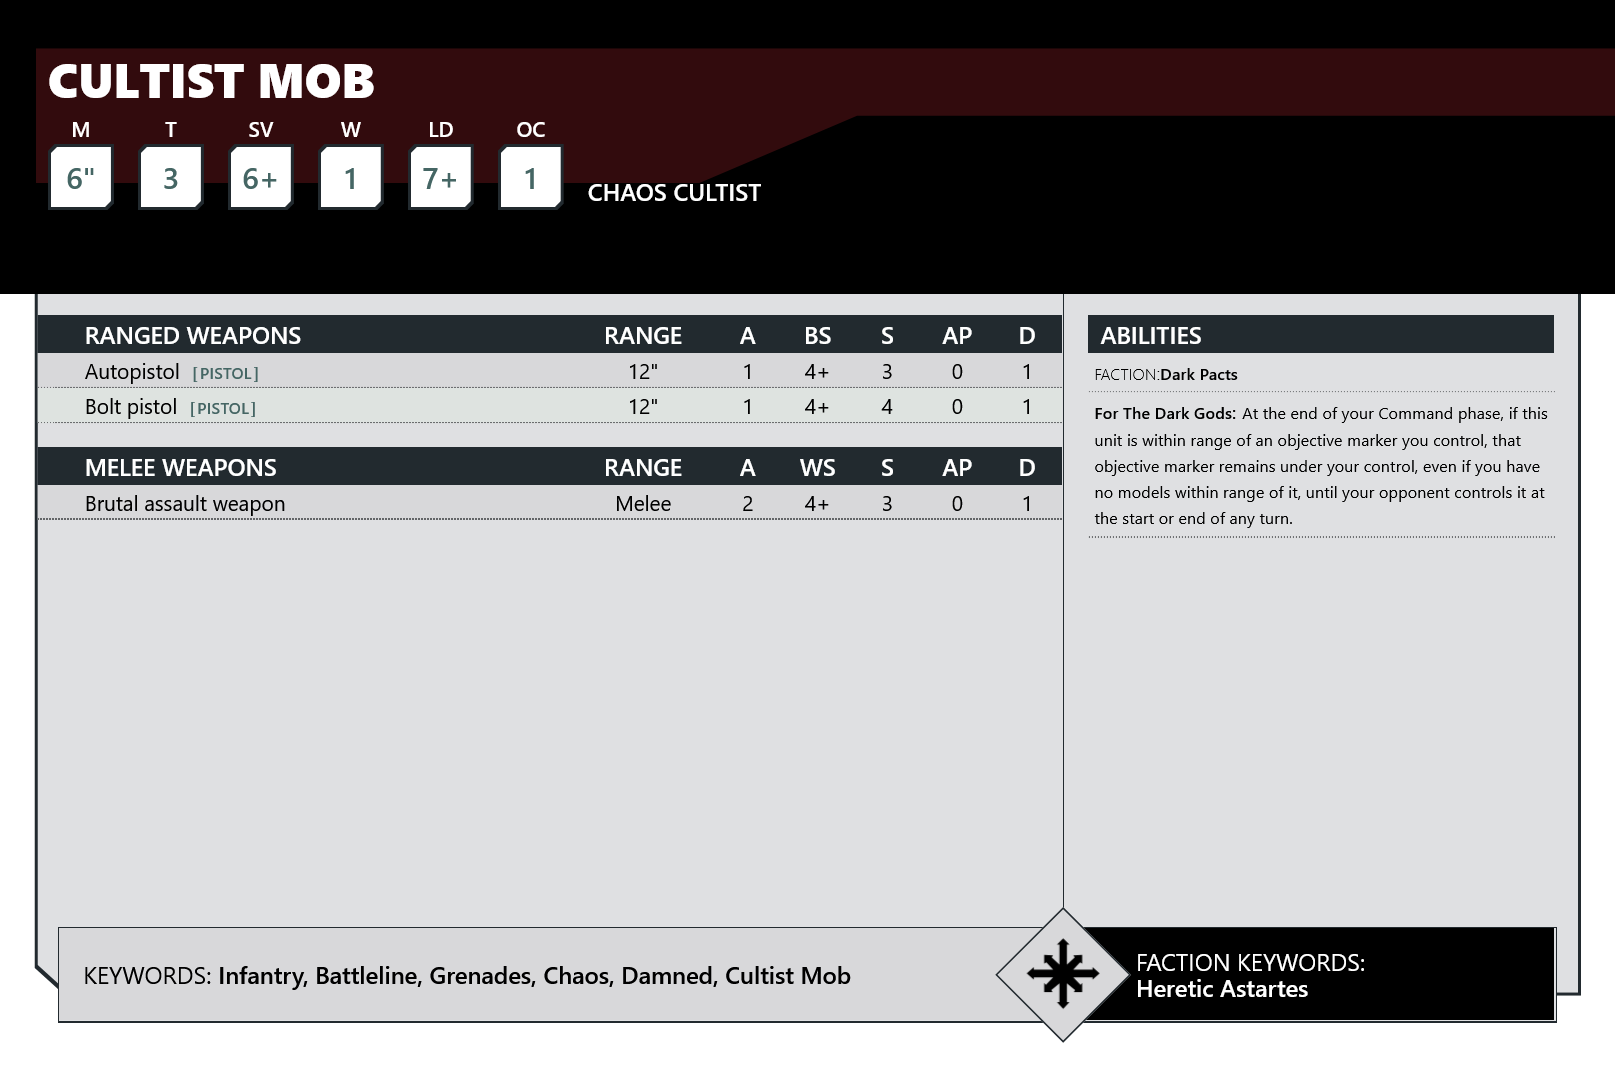 CULTIST MOB
M T SV W LD OC
6" 3 6+ 1 7+ 1 CHAOS CULTIST
RANGED WEAPONS RANGE A BS S AP D
Autopistol [PISTOL] 12" 1 4+ 3 0 1
Bolt pistol [PISTOL] 12" 1 4+ 4 0 1
MELEE WEAPONS RANGE A WS S AP D
Brutal assault weapon Melee 2 4+ 3 0 1
ABILITIES
FACTION:Dark Pacts
For The Dark Gods: At the end of your Command phase, if this
unit is within range of an objective marker you control, that
objective marker remains under your control, even if you have
no models within range of it, until your opponent controls it at
the start or end of any turn.
KEYWORDS: Infantry, Battleline, Grenades, Chaos, Damned, Cultist Mob
FACTION KEYWORDS:
Heretic Astartes